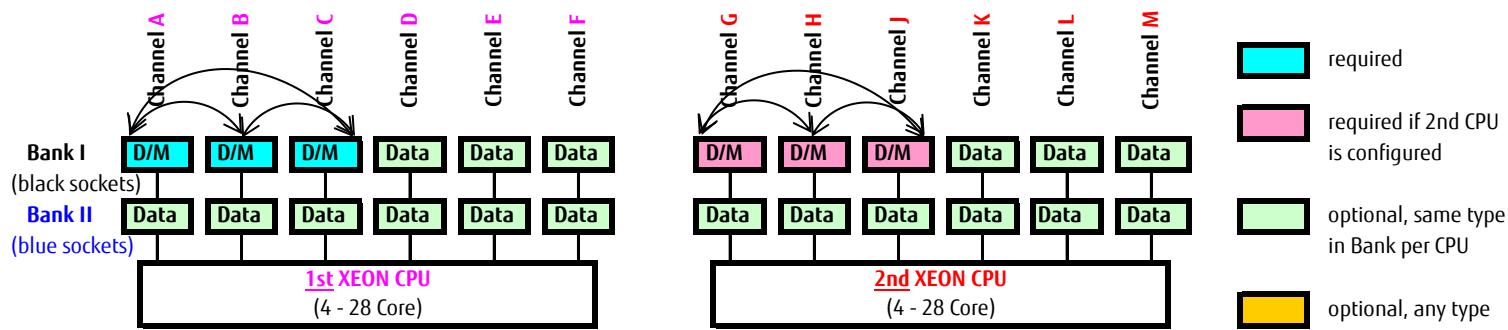 Channel A Channel B Channel C Channel D Channel E Channel F Channel G Channel H Channel J Channel K Channel L Channel M
required
required if 2nd CPU
is configured
Bank I D/M D/M D/M Data Data Data D/M D/M D/M Data Data Data
(black sockets)
Bank II Data Data Data Data Data Data Data Data Data Data Data Data
(blue sockets)
optional, same type
in Bank per CPU
1st XEON CPU 2nd XEON CPU
(4 - 28 Core) (4 - 28 Core)
optional, any type